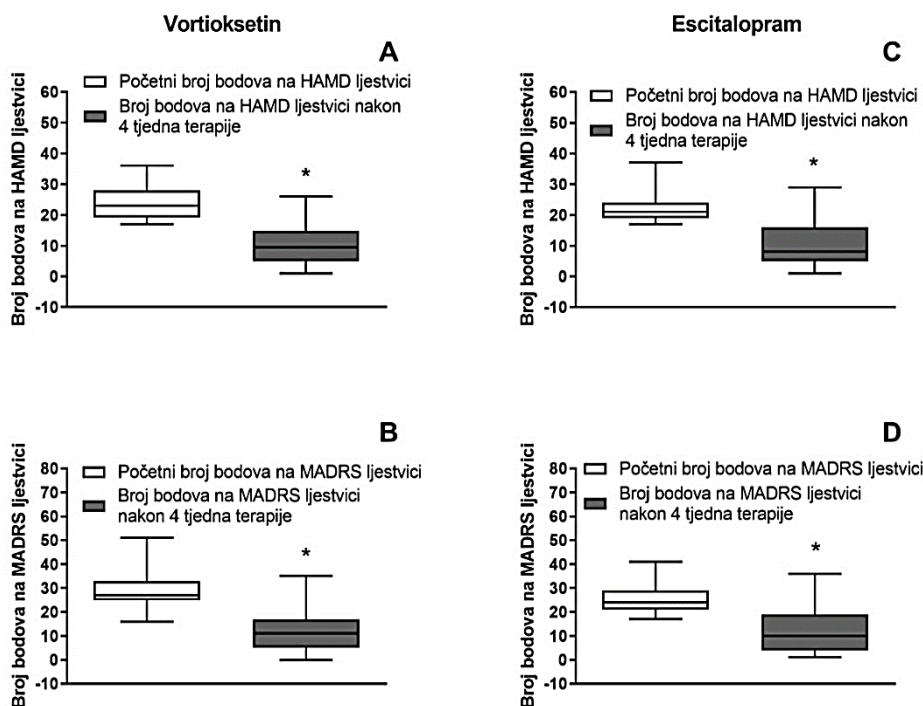 Vortioksetin
A
Broj bodova na HAMD ljestvici
60
50
40
30
20
10
0
-10
Početni broj bodova na HAMD ljestvici
Broj bodova na HAMD ljestvici nakon
4 tjedna terapije
*
Escitalopram
C
Broj bodova na HAMD ljestvici
60
50
40
30
20
10
0
-10
Početni broj bodova na HAMD ljestvici
Broj bodova na HAMD ljestvici nakon
4 tjedna terapije
*
B
Broj bodova na MADRS ljestvici
80
70
60
50
40
30
20
10
0
-10
Početni broj bodova na MADRS ljestvici
Broj bodova na MADRS ljestvici
nakon 4 tjedna terapije
*
D
Broj bodova na MADRS ljestvici
80
70
60
50
40
30
20
10
0
-10
Početni broj bodova na MADRS ljestvici
Broj bodova na MADRS ljestvici
nakon 4 tjedna terapije
*